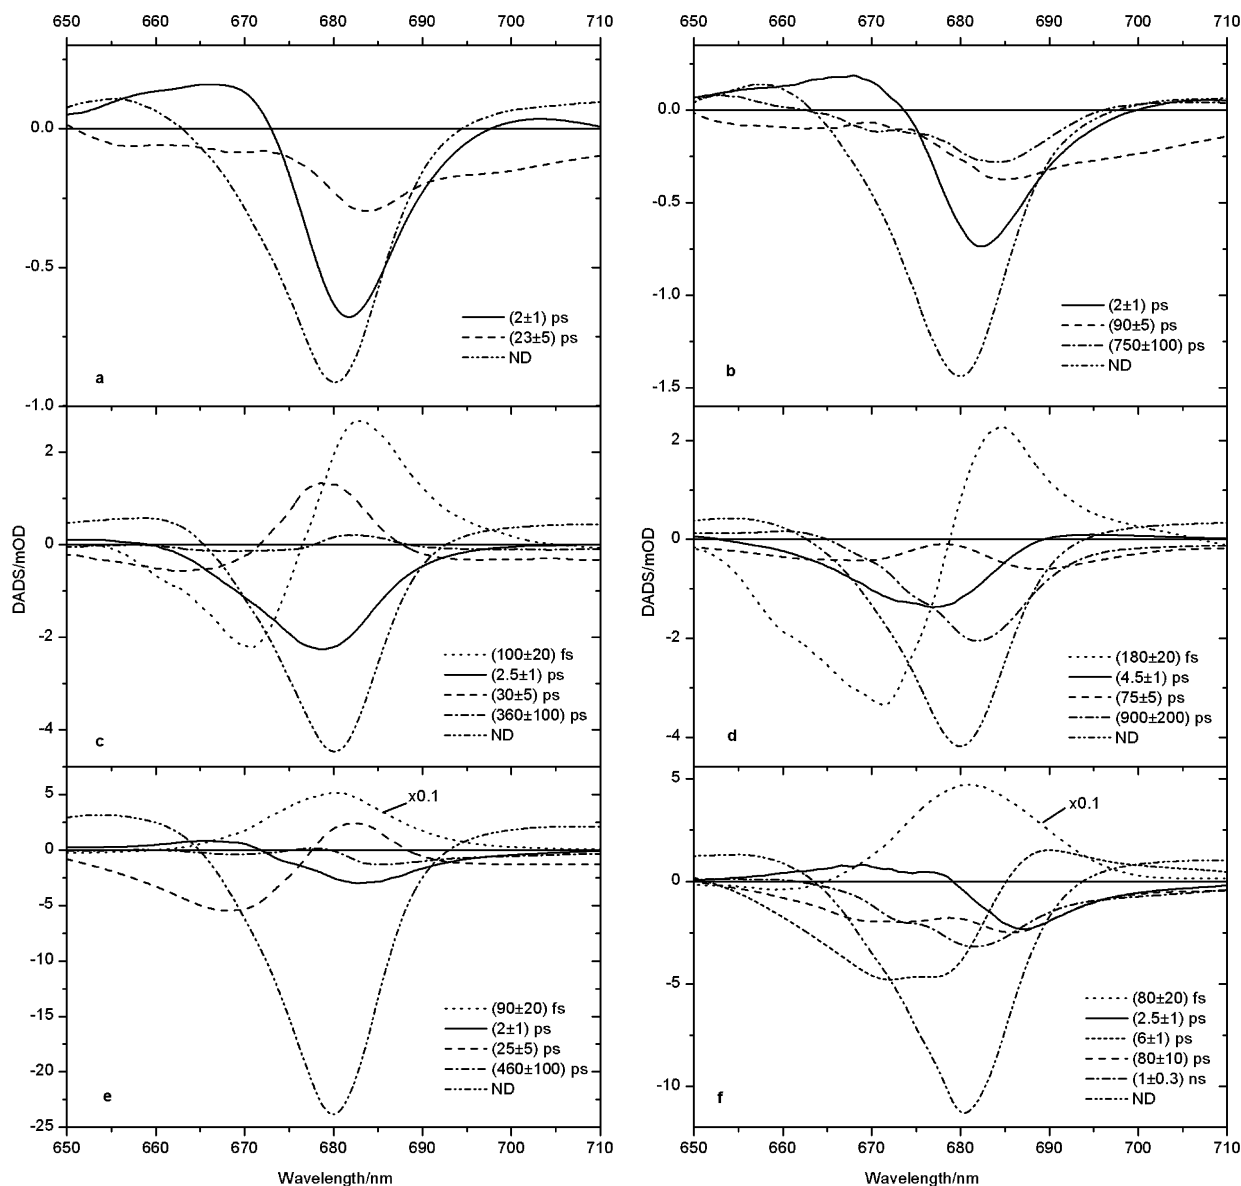 650 660 670 680 690 700 710
650 660 670 680 690 700 710
0.0
-0.5
-1.0
(2±1) ps
(23±5) ps
ND
a
0.0
-0.5
-1.0
-1.5
(2±1) ps
(90±5) ps
(750±100) ps
ND
b
DADS/mOD
2
0
-2
-4
(100±20) fs
(2.5±1) ps
(30±5) ps
(360±100) ps
ND
c
DADS/mOD
2
0
-2
-4
(180±20) fs
(4.5±1) ps
(75±5) ps
(900±200) ps
ND
d
5
0
-5
-10
-15
-20
-25
x0.1
(90±20) fs
(2±1) ps
(25±5) ps
(460±100) ps
ND
e
5
0
-5
-10
x0.1
(80±20) fs
(2.5±1) ps
(6±1) ps
(80±10) ps
(1±0.3) ns
ND
f
650 660 670 680 690 700 710
650 660 670 680 690 700 710
Wavelength/nm
Wavelength/nm